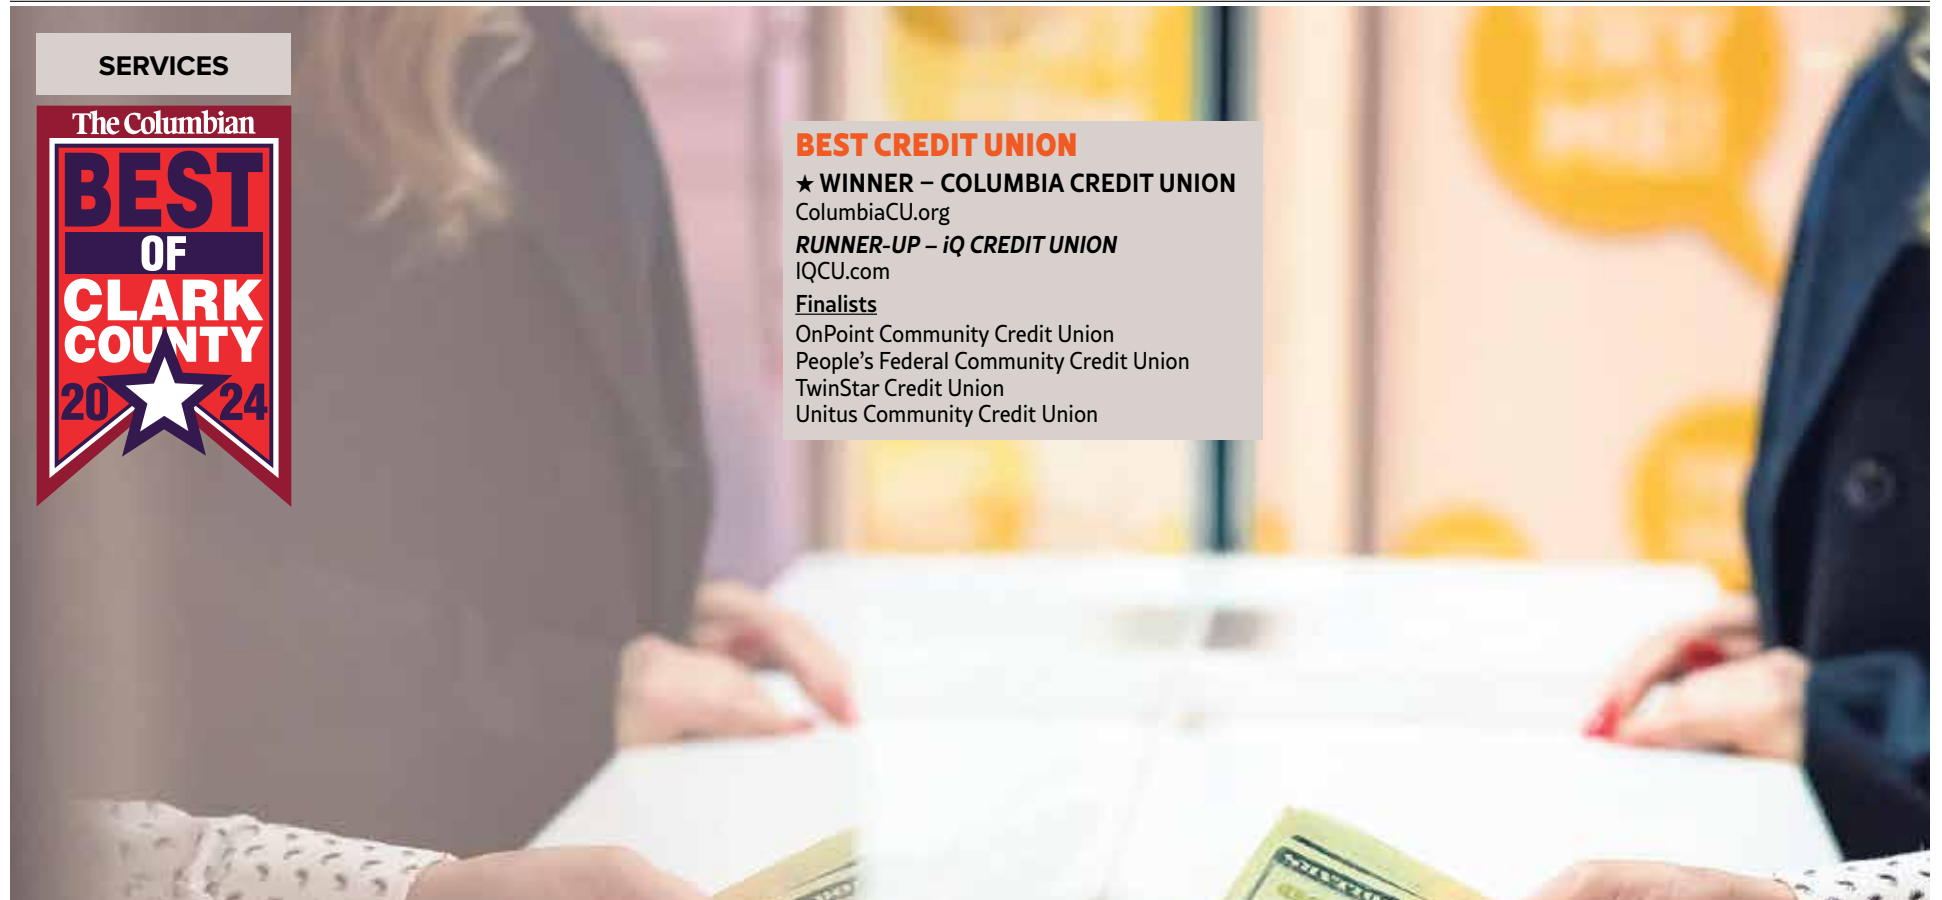 SERVICES
The Columbian
BEST
OF
CLARK
COUNTY
20 24
BEST CREDIT UNION
★ WINNER – COLUMBIA CREDIT UNION
ColumbiaCU.org
RUNNER-UP – iQ CREDIT UNION
IQCU.com
Finalists
OnPoint Community Credit Union
People’s Federal Community Credit Union
TwinStar Credit Union
Unitus Community Credit Union